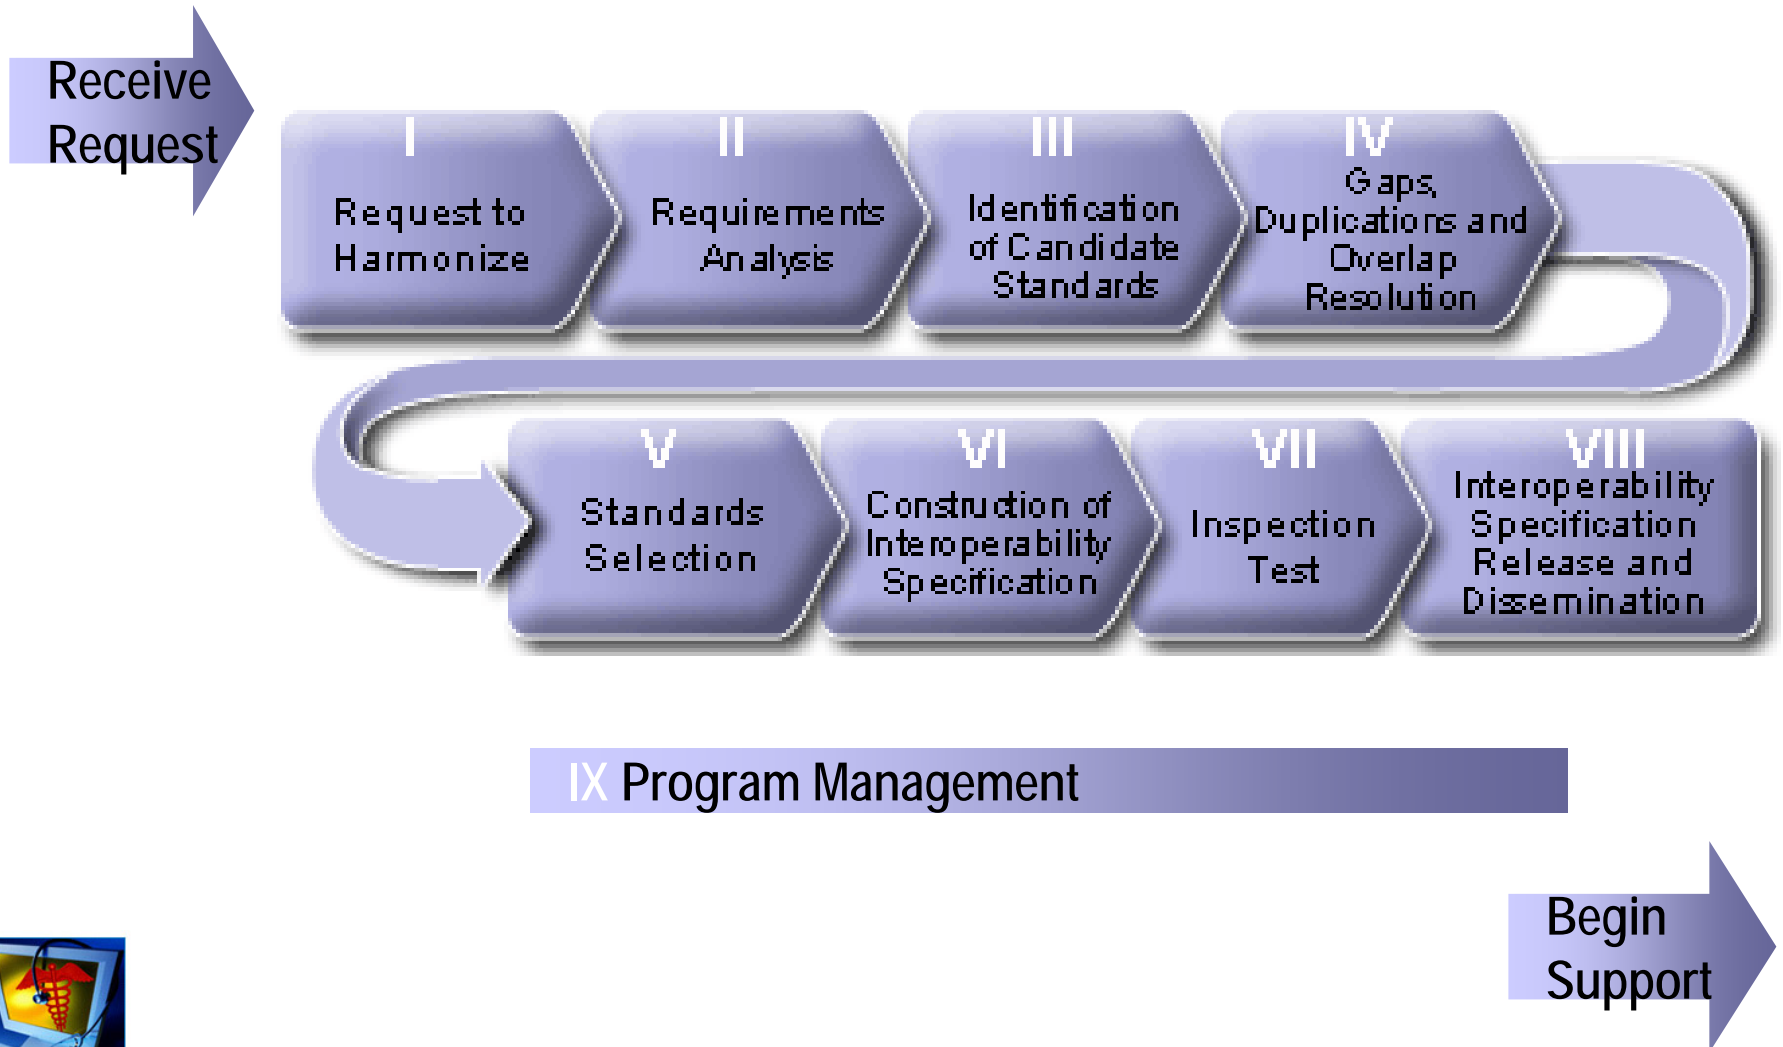 Receive
Request
I
Request to
Harmonize
II
Requirements
Analysis
III
Identification
of Candidate
Standards
IV
Gaps,
Duplications and
Overlap
Resolution
V
Standards
Selection
VI
Construction of
Interoperability
Specification
VII
Inspection
Test
VIII
Interoperability
Specification
Release and
Dissemination
IX Program Management
Begin
Support